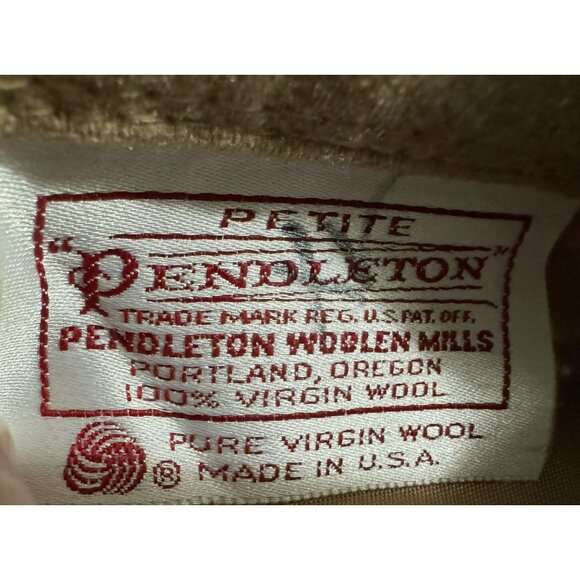 PETITE
"PENDLETON"
TRADE MARK REG. U.S. PAT. OFF.
PENDLETON WOOLEN MILLS
PORTLAND, OREGON
100% VIRGIN WOOL
PURE VIRGIN WOOL
® MADE IN U.S.A.